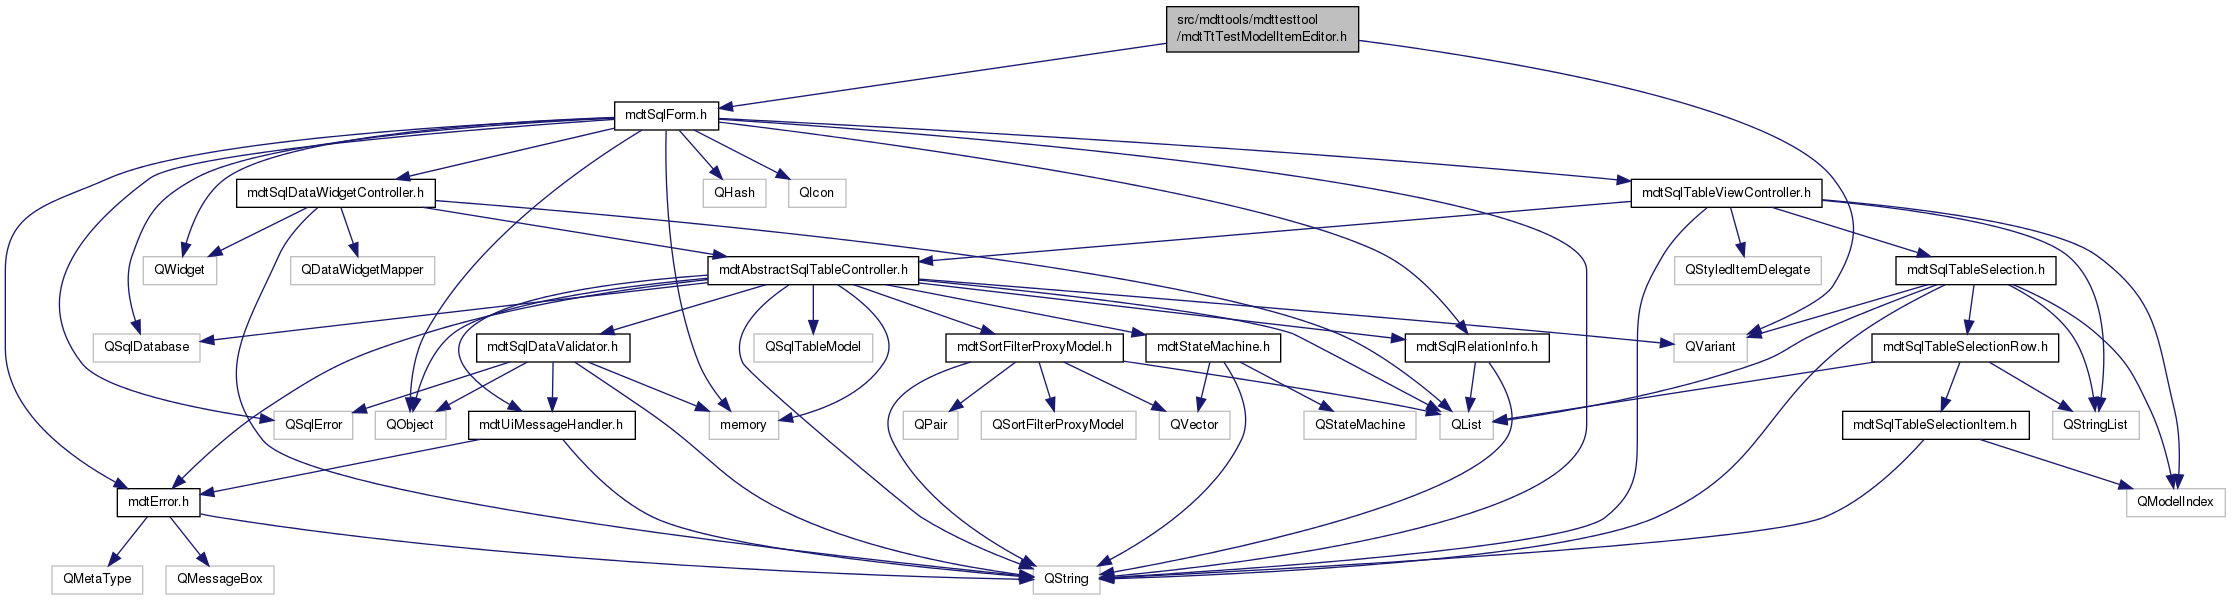 src/mdttools/mdttesttool
/mdtTtTestModelItemEditor.h
mdtSqlForm.h
mdtSqlDataWidgetController.h
QHash
QIcon
mdtSqlTableViewController.h
QWidget
QDataWidgetMapper
mdtAbstractSqlTableController.h
QStyledItemDelegate
mdtSqlTableSelection.h
QSqlDatabase
mdtSqlDataValidator.h
QSqlTableModel
mdtSortFilterProxyModel.h
mdtStateMachine.h
mdtSqlRelationInfo.h
QVariant
mdtSqlTableSelectionRow.h
QSqlError
QObject
mdtUiMessageHandler.h
memory
QPair
QSortFilterProxyModel
QVector
QStateMachine
QList
mdtSqlTableSelectionItem.h
QStringList
mdtError.h
QModelIndex
QMetaType
QMessageBox
QString